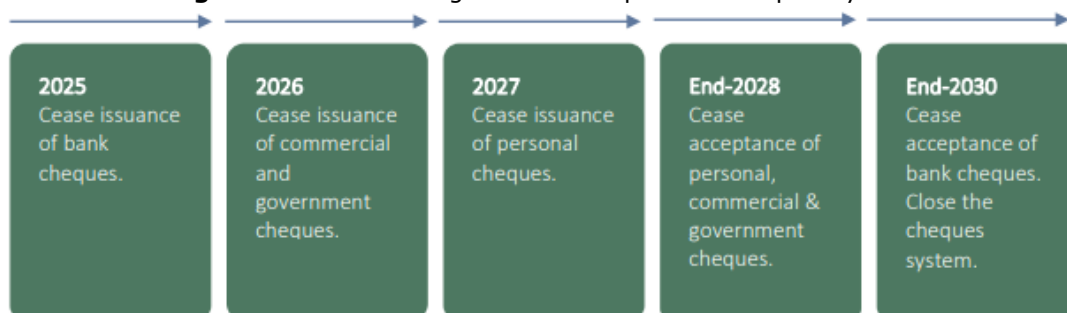 2025
Cease issuance
of bank
cheques.
2026
Cease issuance
of commercial
and
government
cheques.
2027
Cease issuance
of personal
cheques.
End-2028
Cease
acceptance of
personal,
commercial &
government
cheques.
End-2030
Cease
acceptance of
bank cheques.
Close the
cheques
system.